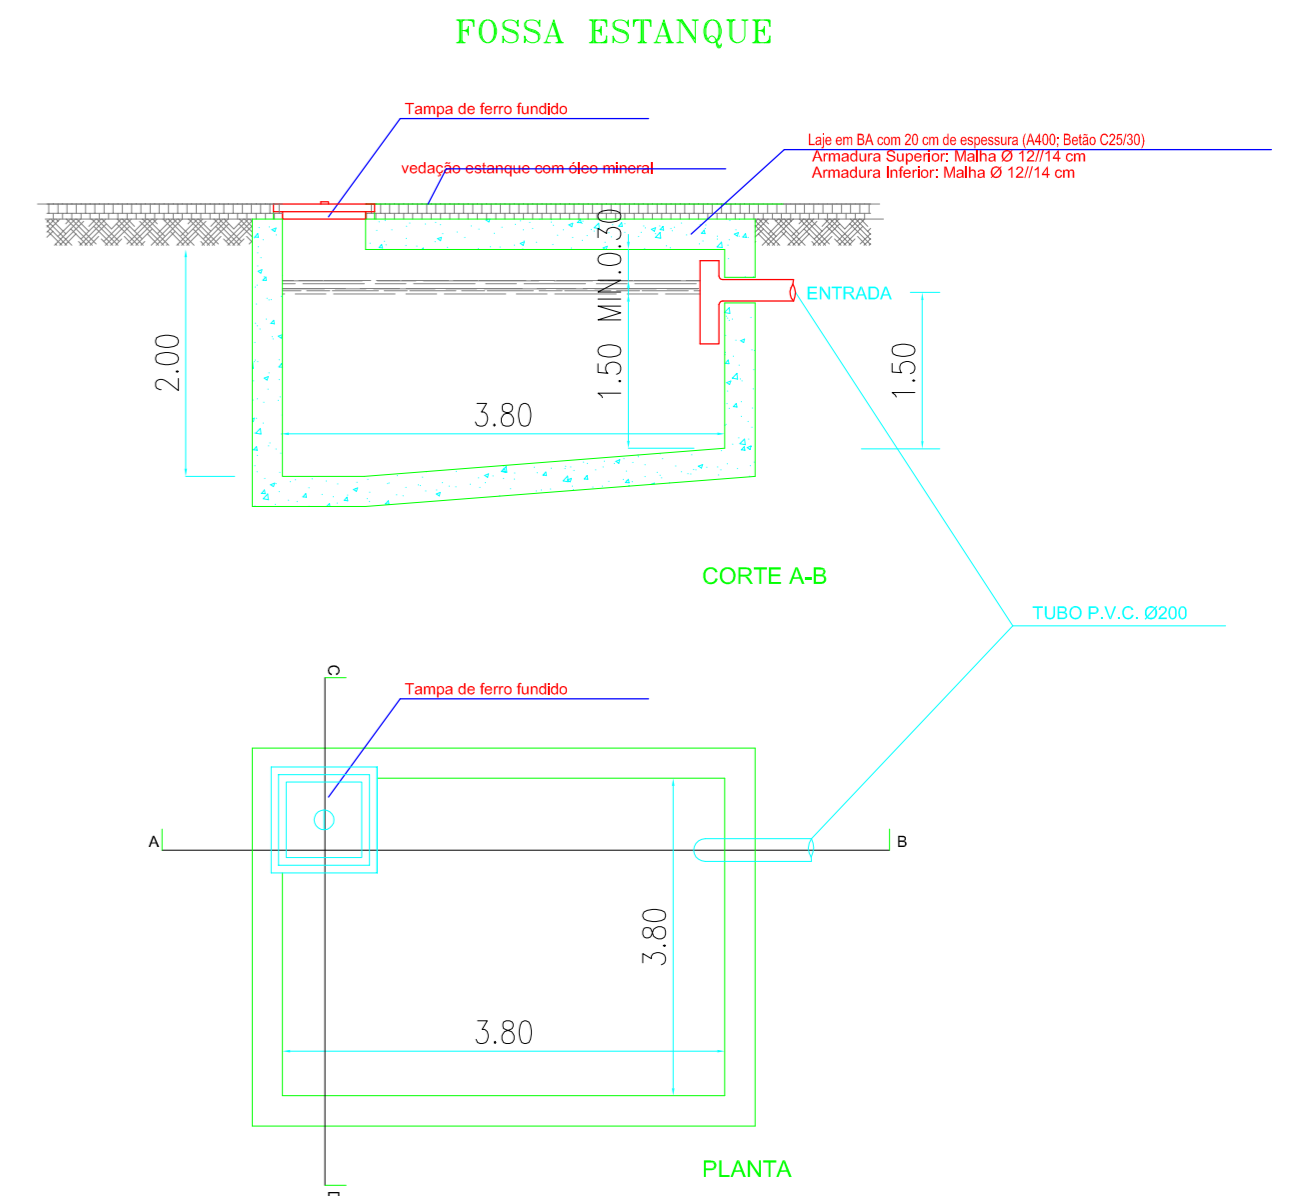 FOSSA ESTANQUE
Tampa de ferro fundido
Laje em BA com 20 cm de espessura (A400; Betão C25/30)
Armadura Superior: Malha Ø 12//14 cm
Armadura Inferior: Malha Ø 12//14 cm
vedação estanque com óleo mineral
MIN.0.30
ENTRADA
2.00
1.50
1.50
3.80
CORTE A-B
TUBO P.V.C. Ø200
C
Tampa de ferro fundido
A
B
3.80
3.80
PLANTA